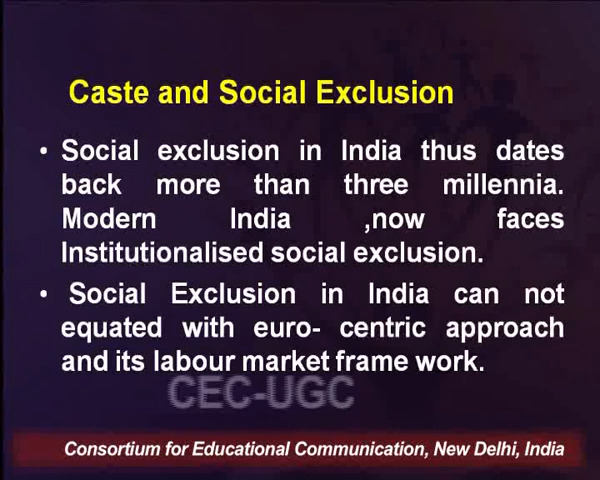 Caste and Social Exclusion
• Social exclusion in India thus dates
back more than three millennia.
Modern India ,now faces
Institutionalised social exclusion.
• Social Exclusion in India can not
equated with euro- centric approach
and its labour market frame work.
CEC-UGC
Consortium for Educational Communication, New Delhi, India